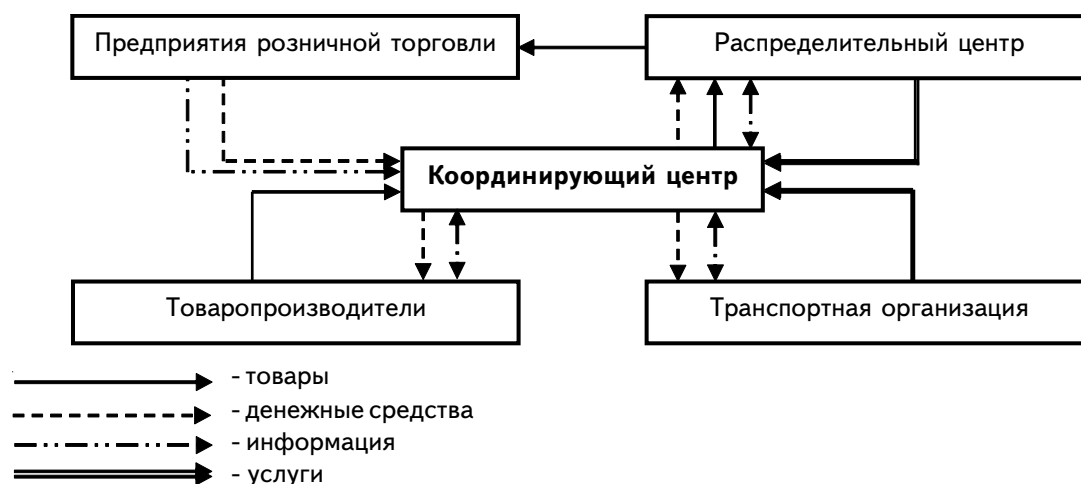 Предприятия розничной торговли
Распределительный центр
Координирующий центр
Товаропроизводители
Транспортная организация
- товары
- денежные средства
- информация
- услуги